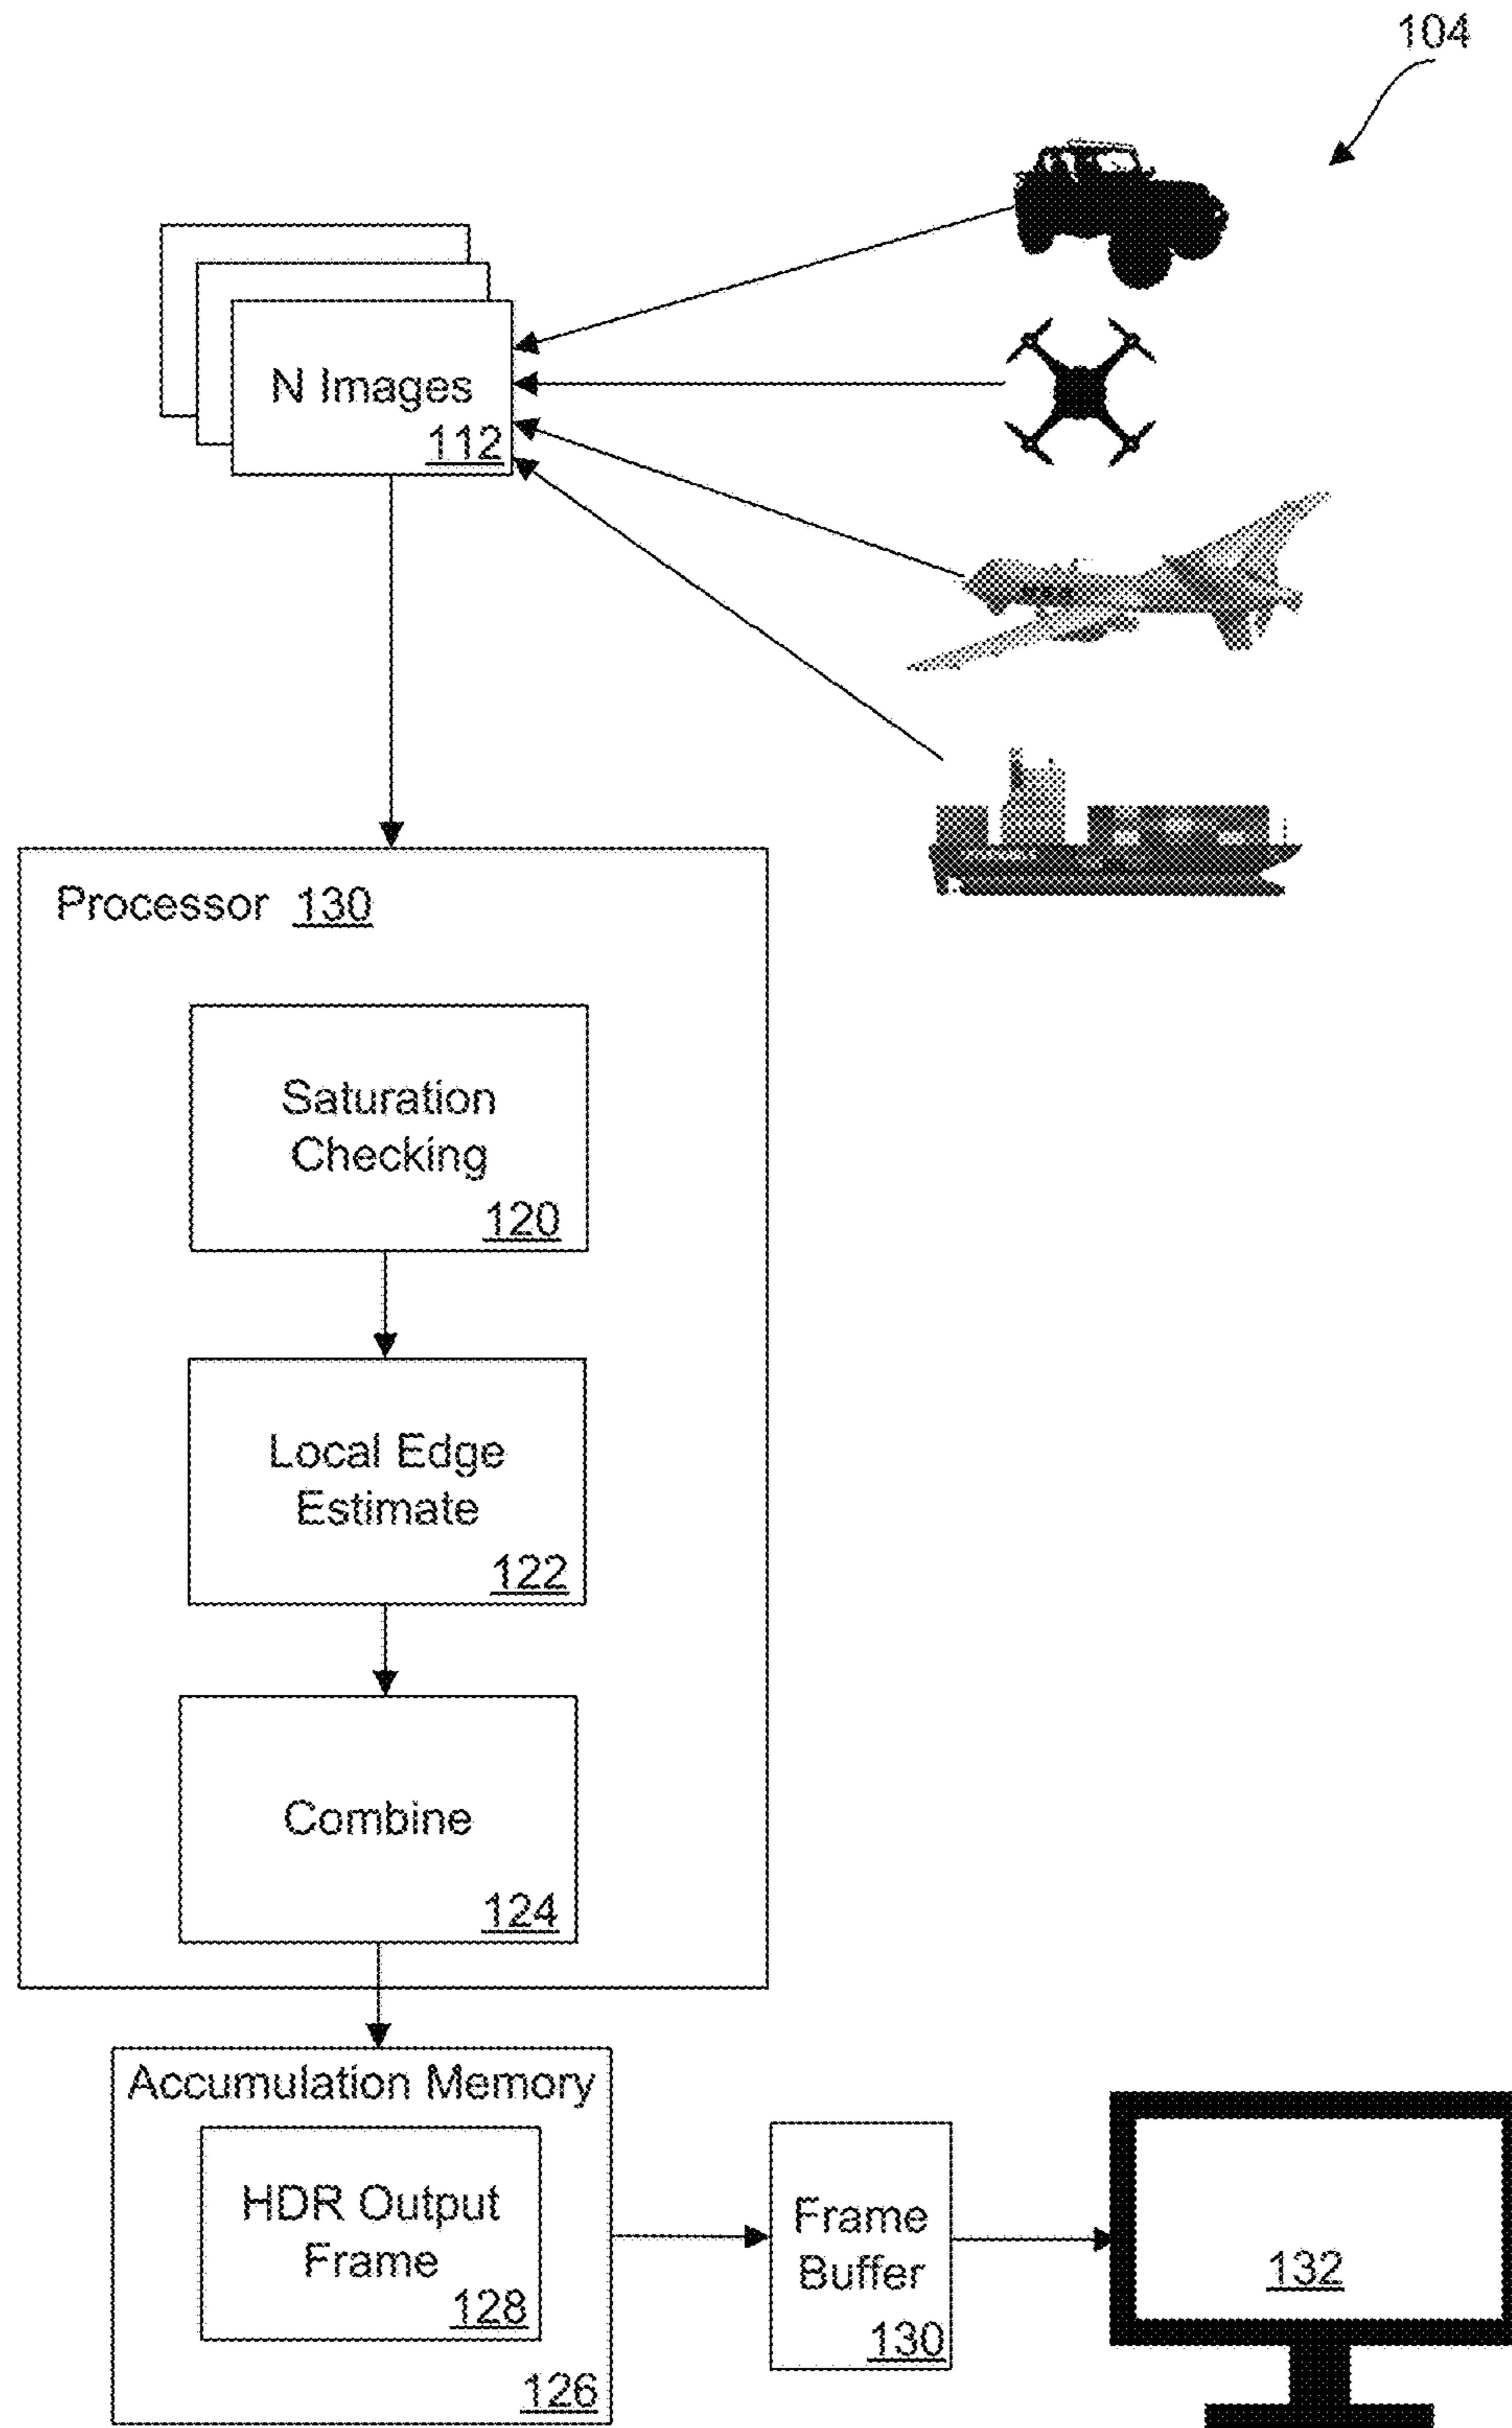 104
N Images
112
Processor 130
Saturation
Checking
120
Local Edge
Estimate
122
Combine
124
Accumulation Memory
HDR Output
Frame
128
126
Frame
Buffer
130
132